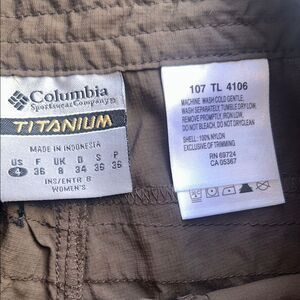 Columbia
Sportswear Company
TITANIUM
MADE IN INDONESIA
US F UK D S P
4 36 8 34 36 36
INS/ENTR 8
WOMEN'S
107 TL 4106
MACHINE WASH COLD GENTLE,
WASH SEPARATELY, TUMBLE DRY LOW,
REMOVE PROMPTLY, IRON LOW,
DO NOT BLEACH, DO NOT DRYCLEAN
SHELL: 100% NYLON
EXCLUSIVE OF TRIMMING
RN 69724
CA 05367